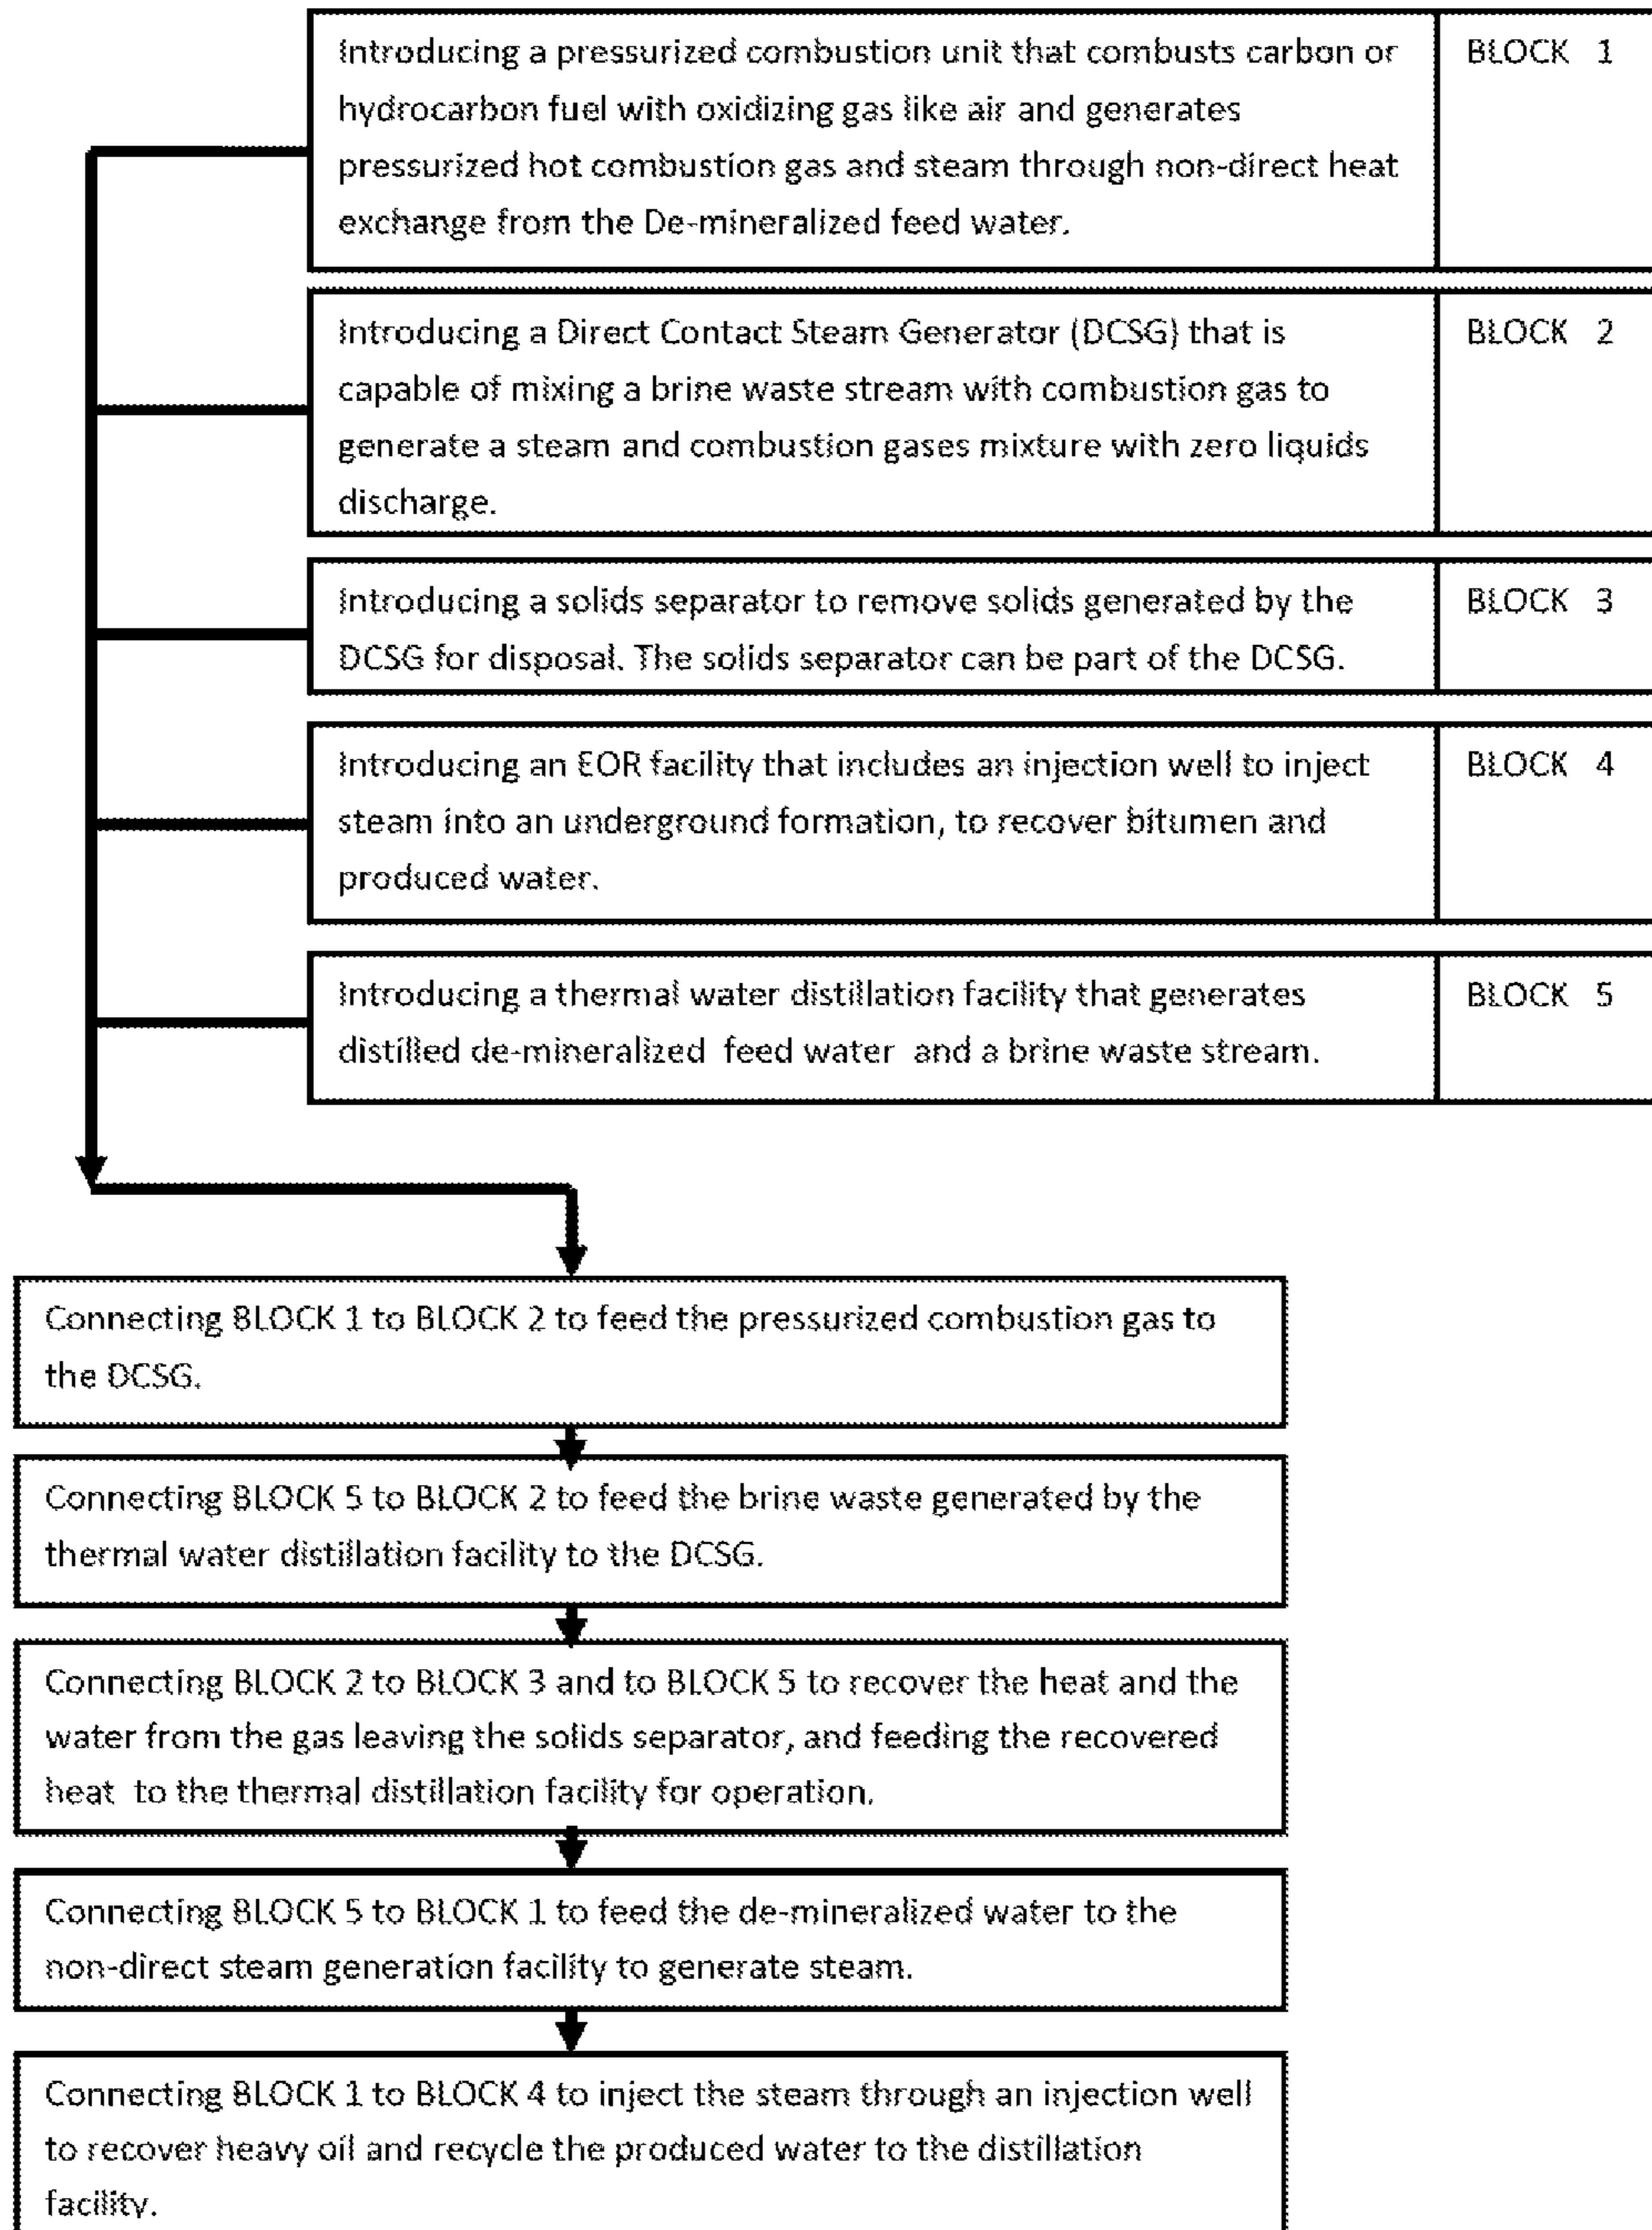 Introducing a pressurized combustion unit that combusts carbon or
hydrocarbon fuel with oxidizing gas like air and generates
pressurized hot combustion gas and steam through non-direct heat
exchange from the De-mineralized feed water.
BLOCK 1
Introducing a Direct Contact Steam Generator (DCSG) that is
capable of mixing a brine waste stream with combustion gas to
generate a steam and combustion gases mixture with zero liquids
discharge.
BLOCK 2
Introducing a solids separator to remove solids generated by the
DCSG for disposal. The solids separator can be part of the DCSG.
BLOCK 3
Introducing an EOR facility that includes an injection well to inject
steam into an underground formation, to recover bitumen and
produced water.
BLOCK 4
Introducing a thermal water distillation facility that generates
distilled de-mineralized feed water and a brine waste stream.
BLOCK 5
Connecting BLOCK 1 to BLOCK 2 to feed the pressurized combustion gas to
the DCSG.
Connecting BLOCK 5 to BLOCK 2 to feed the brine waste generated by the
thermal water distillation facility to the DCSG.
Connecting BLOCK 2 to BLOCK 3 and to BLOCK 5 to recover the heat and the
water from the gas leaving the solids separator, and feeding the recovered
heat to the thermal distillation facility for operation.
Connecting BLOCK 5 to BLOCK 1 to feed the de-mineralized water to the
non-direct steam generation facility to generate steam.
Connecting BLOCK 1 to BLOCK 4 to inject the steam through an injection well
to recover heavy oil and recycle the produced water to the distillation
facility.